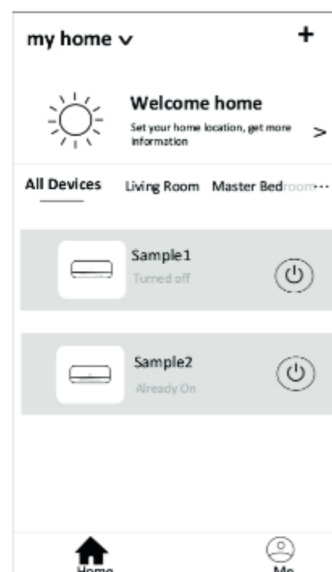 my home
+
Welcome home
Set your home location, get more
information
>
All Devices Living Room Master Bedroom...
Sample1
Turned off
Sample2
Already On
Home
Me